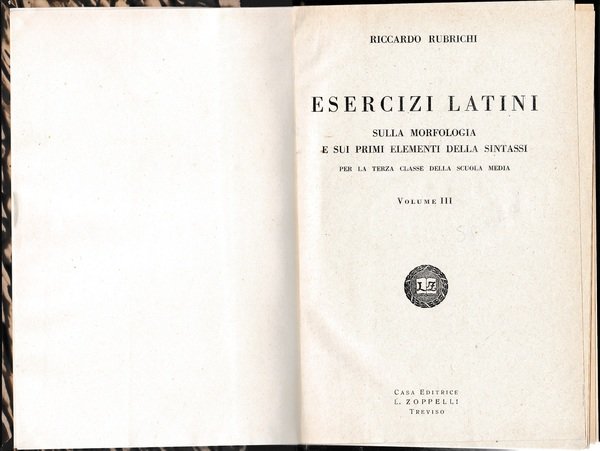 RICCARDO RUBRICHI
ESERCIZI LATINI
SULLA MORFOLOGIA
E SUI PRIMI ELEMENTI DELLA SINTASSI
PER LA TERZA CLASSE DELLA SCUOLA MEDIA
VOLUME III
LZ
CASA EDITRICE
L. ZOPPELLI
TREVISO